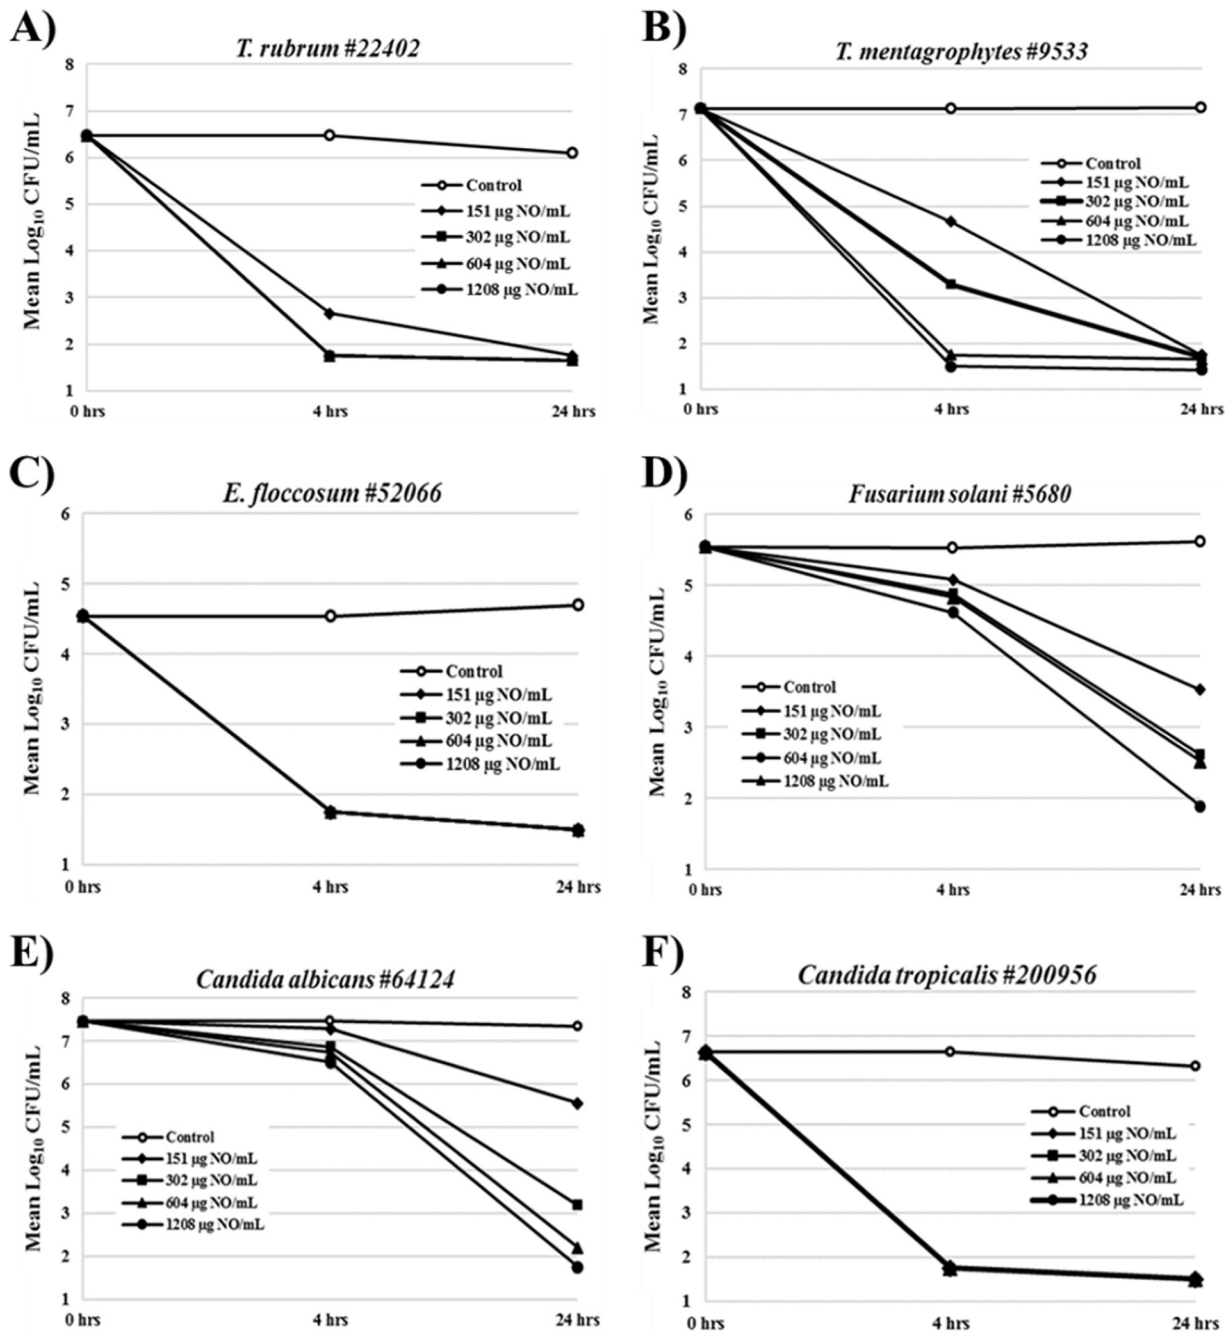 A)
T. rubrum #22402
Mean Log₁₀ CFU/mL
8
7
6
5
4
3
2
1
0 hrs
4 hrs
24 hrs
Control
151 µg NO/mL
302 µg NO/mL
604 µg NO/mL
1208 µg NO/mL
B)
T. mentagrophytes #9533
Mean Log₁₀ CFU/mL
8
7
6
5
4
3
2
1
0 hrs
4 hrs
24 hrs
Control
151 µg NO/mL
302 µg NO/mL
604 µg NO/mL
1208 µg NO/mL
C)
E. floccosum #52066
Mean Log₁₀ CFU/mL
6
5
4
3
2
1
0 hrs
4 hrs
24 hrs
Control
151 µg NO/mL
302 µg NO/mL
604 µg NO/mL
1208 µg NO/mL
D)
Fusarium solani #5680
Mean Log₁₀ CFU/mL
6
5
4
3
2
1
0 hrs
4 hrs
24 hrs
Control
151 µg NO/mL
302 µg NO/mL
604 µg NO/mL
1208 µg NO/mL
E)
Candida albicans #64124
Mean Log₁₀ CFU/mL
8
7
6
5
4
3
2
1
0 hrs
4 hrs
24 hrs
Control
151 µg NO/mL
302 µg NO/mL
604 µg NO/mL
1208 µg NO/mL
F)
Candida tropicalis #200956
Mean Log₁₀ CFU/mL
8
7
6
5
4
3
2
1
0 hrs
4 hrs
24 hrs
Control
151 µg NO/mL
302 µg NO/mL
604 µg NO/mL
1208 µg NO/mL